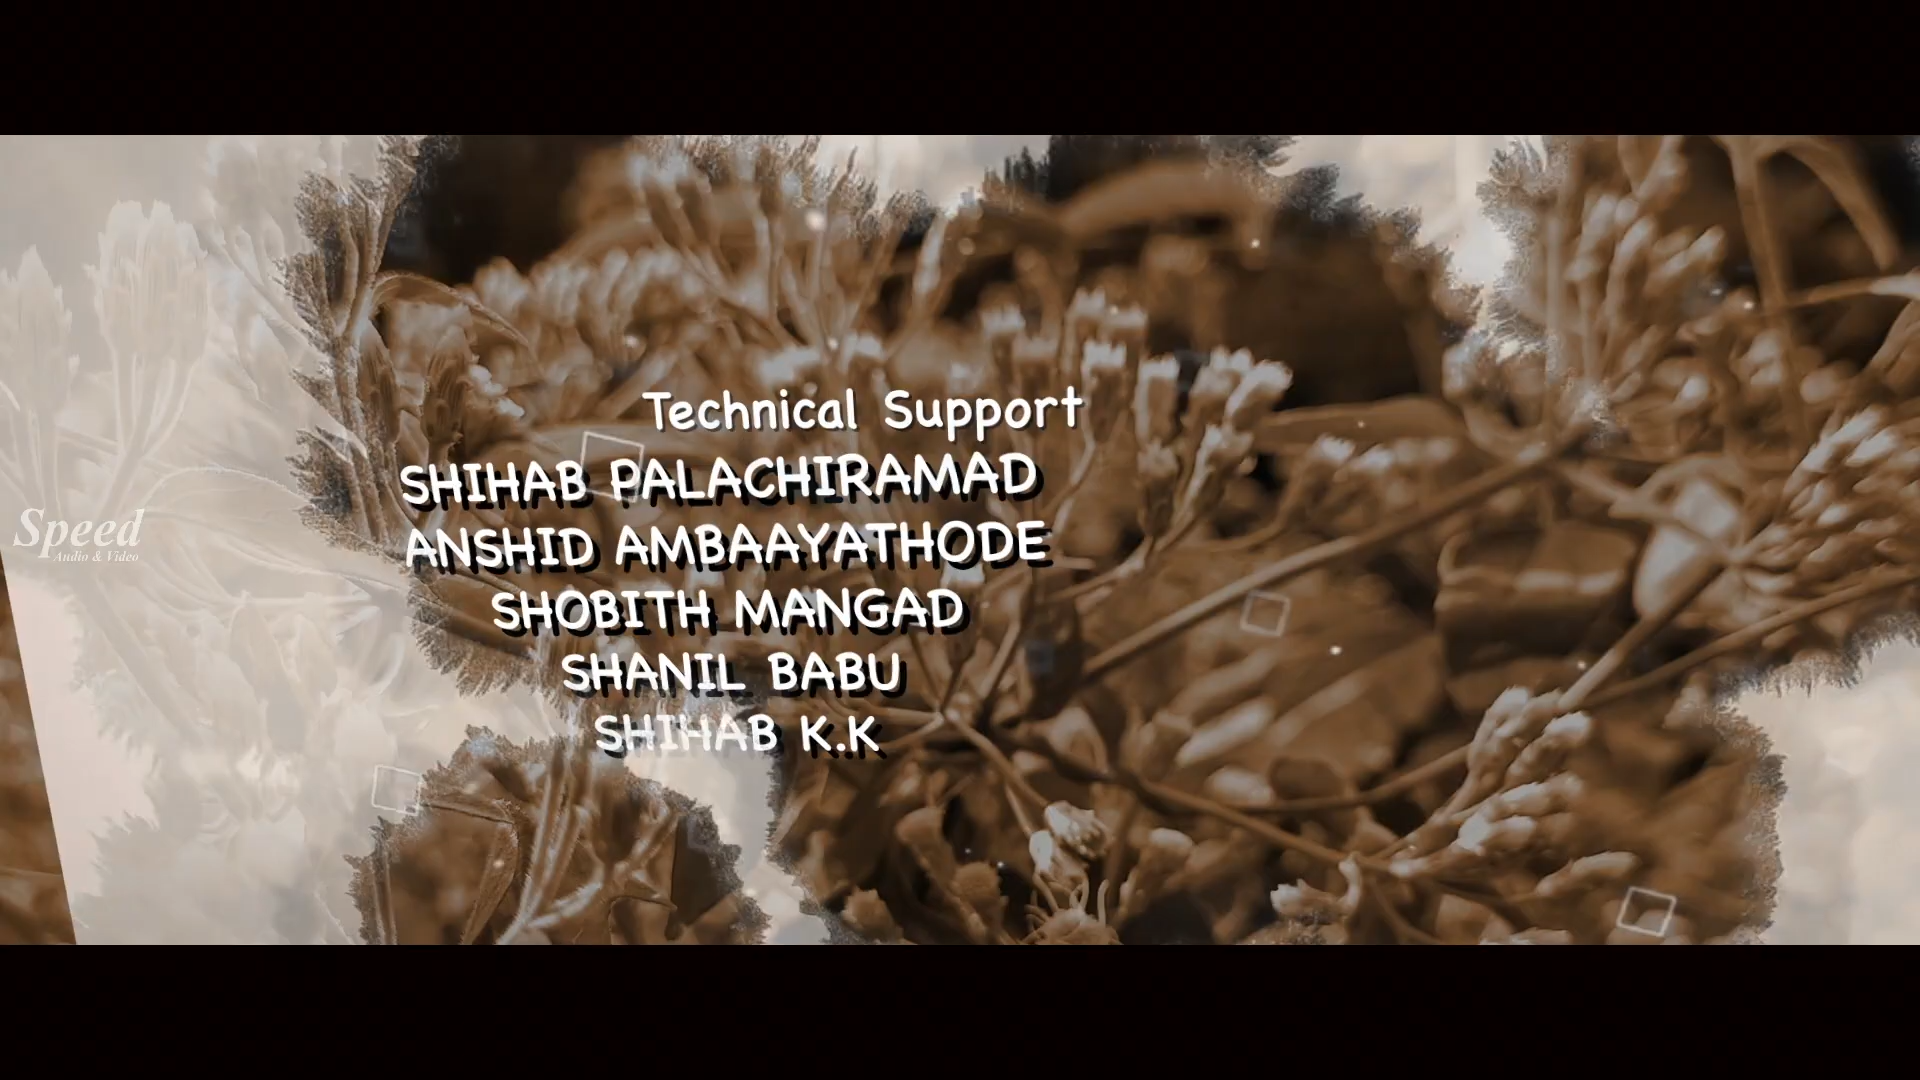 Technical Support
SHIHAB PALACHIRAMAD
ANSHID AMBAAYATHODE
SHOBITH MANGAD
SHANIL BABU
SHIHAB K.K
Speed
Audio & Video